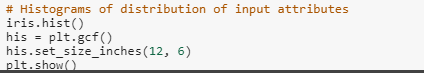 # Histograms of distribution of input attributes
iris.hist()
his = plt.gcf()
his.set_size_inches(12, 6)
plt.show()